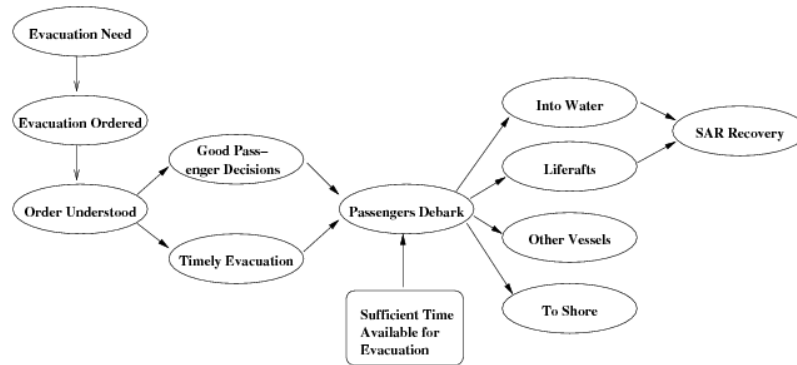 Evacuation Need
Evacuation Ordered
Order Understood
Good Pass–
enger Decisions
Timely Evacuation
Passengers Debark
Sufficient Time
Available for
Evacuation
Into Water
Liferafts
Other Vessels
To Shore
SAR Recovery